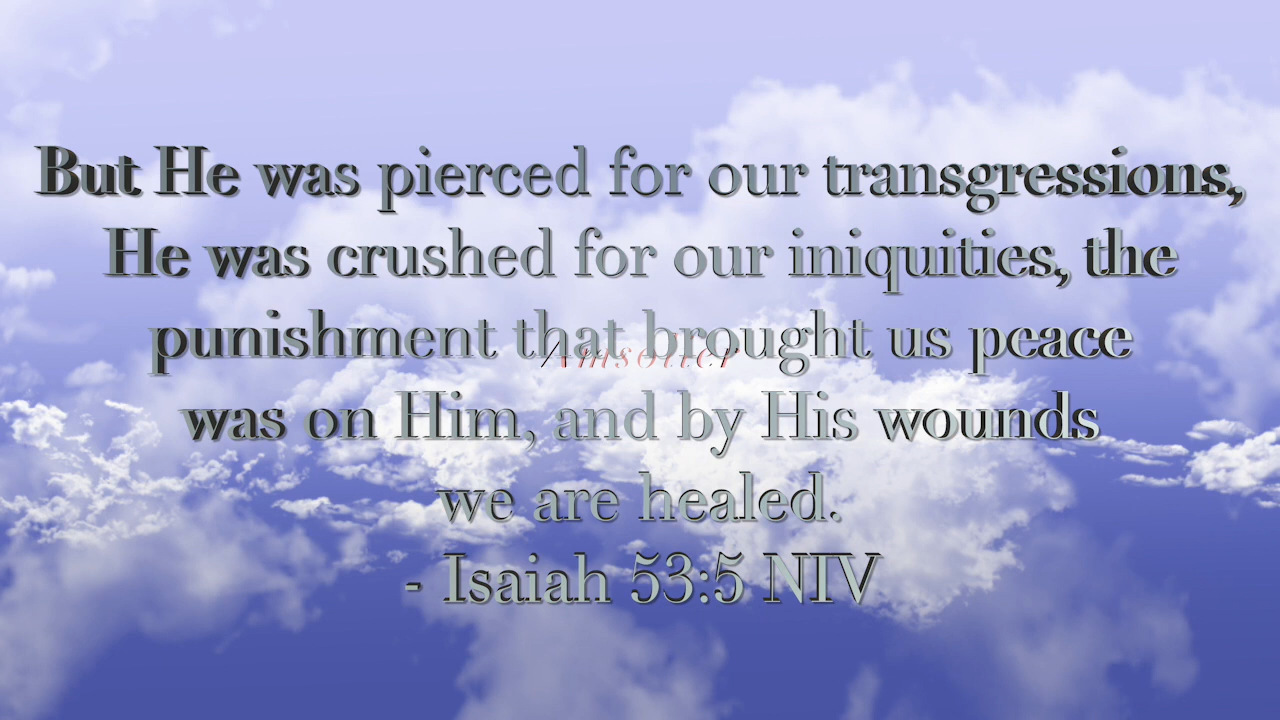 But He was pierced for our transgressions,
He was crushed for our iniquities, the
punishment that brought us peace
was on Him, and by His wounds
we are healed.
- Isaiah 53:5 NIV